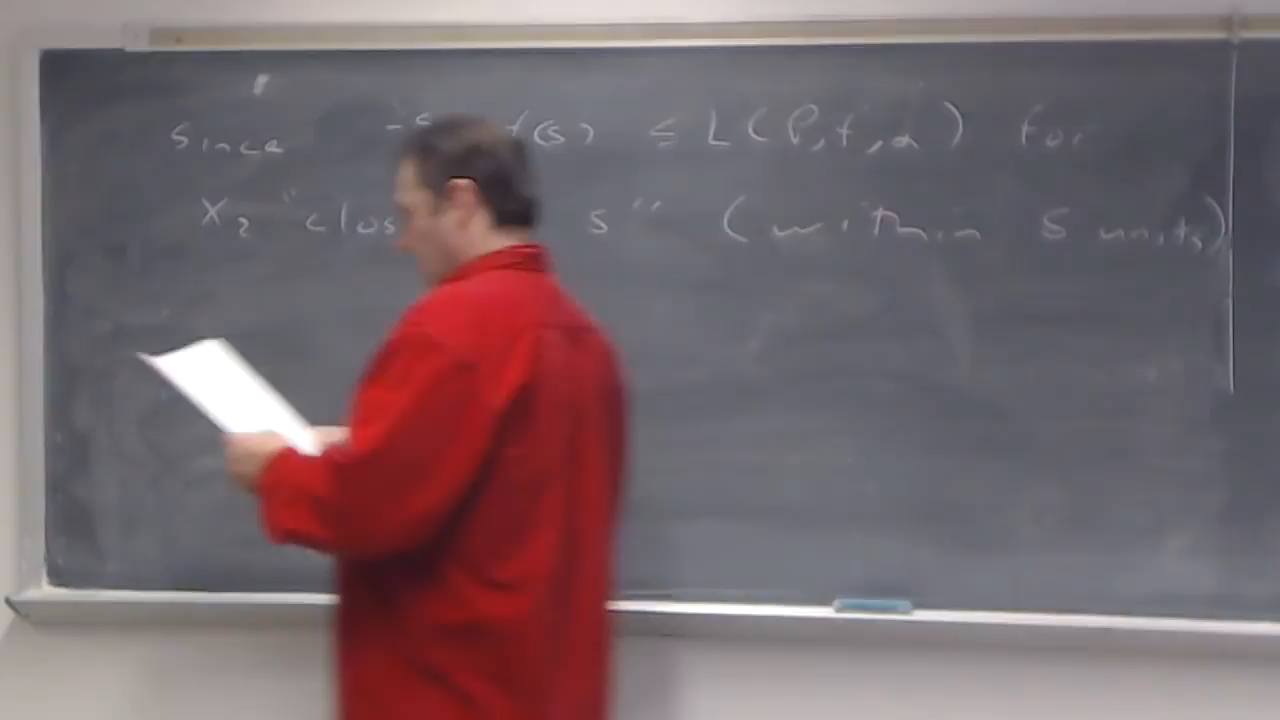 Since f(s) ≤ L(P,f,α) for
x₂ "clos s" (within δ units)